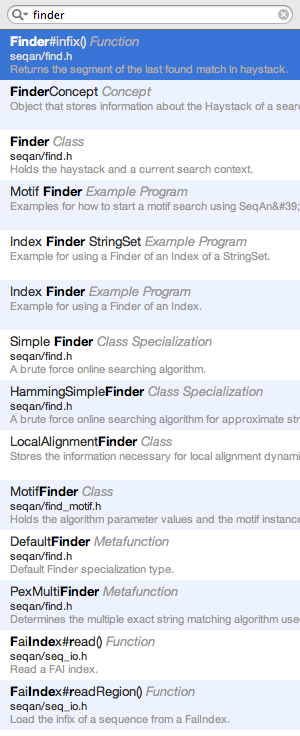 finder
Finder#infix() Function
seqan/find.h
Returns the segment of the last found match in haystack.
FinderConcept Concept
Object that stores information about the Haystack of a sear
Finder Class
seqan/find.h
Holds the haystack and a current search context.
Motif Finder Example Program
Examples for how to start a motif search using SeqAn&#39;
Index Finder StringSet Example Program
Example for using a Finder of an Index of a StringSet.
Index Finder Example Program
Example for using a Finder of an Index.
Simple Finder Class Specialization
seqan/find.h
A brute force online searching algorithm.
HammingSimpleFinder Class Specialization
seqan/find.h
A brute force online searching algorithm for approximate str
LocalAlignmentFinder Class
Stores the information necessary for local alignment dynami
MotifFinder Class
seqan/find_motif.h
Holds the algorithm parameter values and the motif instance
DefaultFinder Metafunction
seqan/find.h
Default Finder specialization type.
PexMultiFinder Metafunction
seqan/find.h
Determines the multiple exact string matching algorithm use
FaiIndex#read() Function
seqan/seq_io.h
Read a FAI index.
FaiIndex#readRegion() Function
seqan/seq_io.h
Load the infix of a sequence from a FaiIndex.